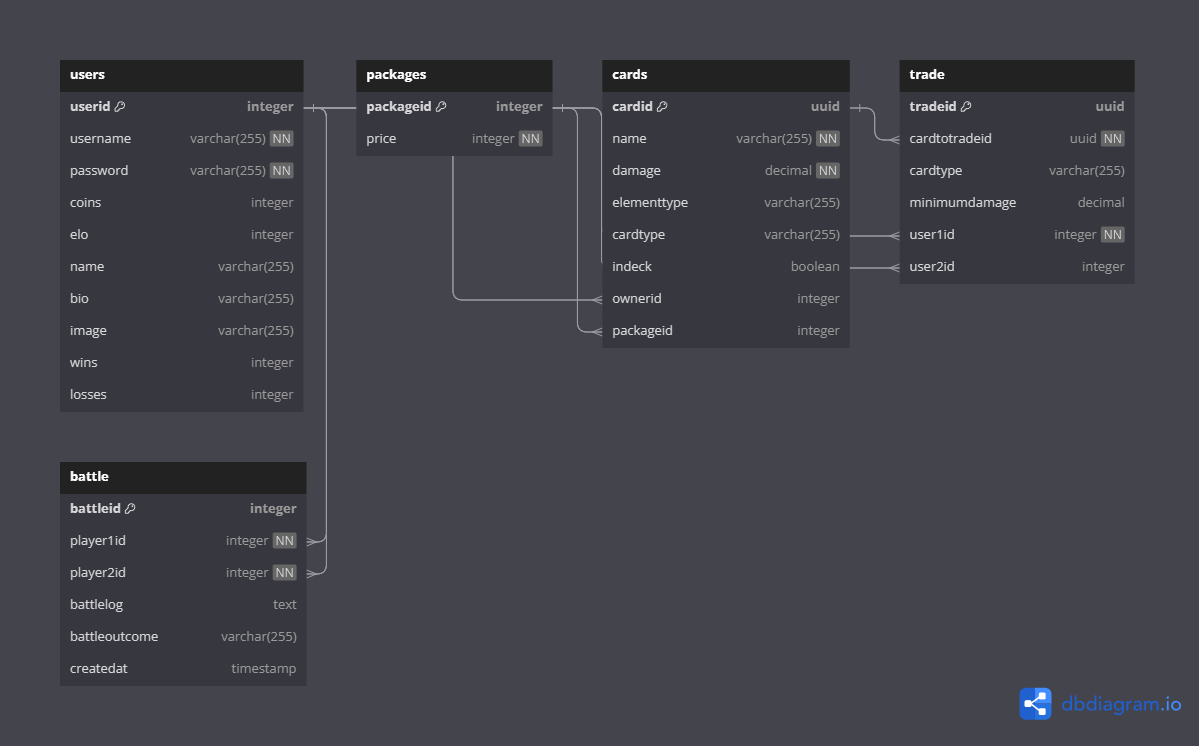 users
userid integer
username varchar(255) NN
password varchar(255) NN
coins integer
elo integer
name varchar(255)
bio varchar(255)
image varchar(255)
wins integer
losses integer
packages
packageid integer
price integer NN
cards
cardid uuid
name varchar(255) NN
damage decimal NN
elementtype varchar(255)
cardtype varchar(255)
indeck boolean
ownerid integer
packageid integer
trade
tradeid uuid
cardtotradeid uuid NN
cardtype varchar(255)
minimumdamage decimal
user1id integer NN
user2id integer
battle
battleid integer
player1id integer NN
player2id integer NN
battlelog text
battleoutcome varchar(255)
createdat timestamp
dbdiagram.io